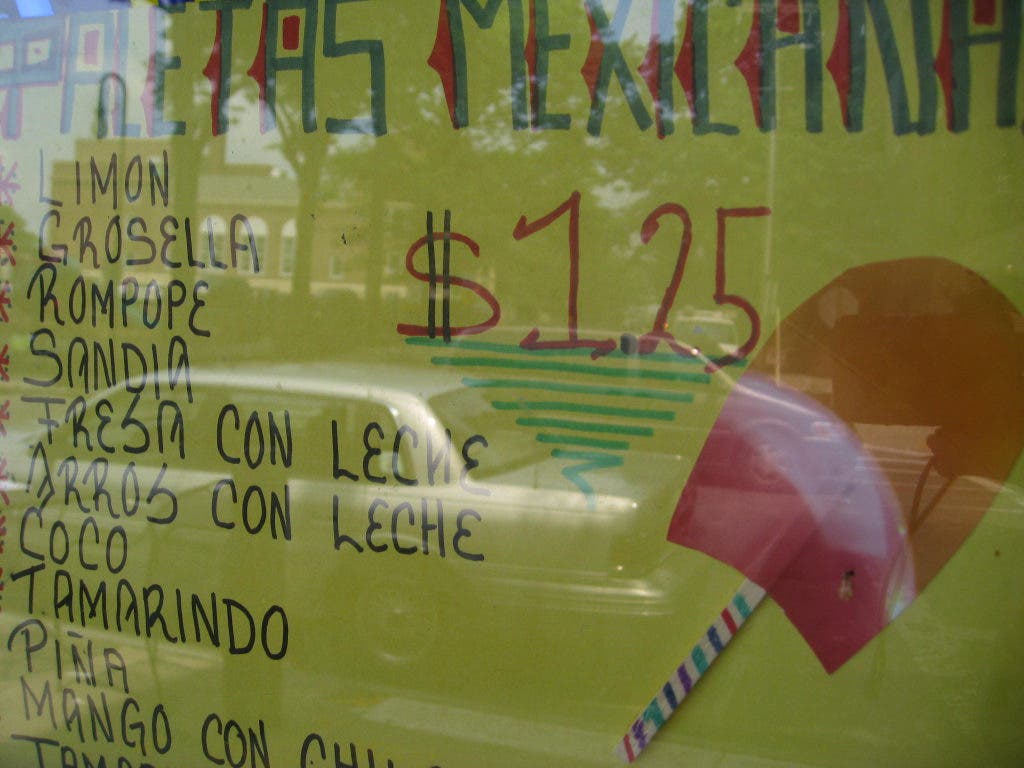 PALETAS MEXICANA
LIMON
GROSELLA
$1.25
ROMPOPE
SANDIA
FRESA CON LECHE
ARROS CON LECHE
COCO
TAMARINDO
PIÑA
MANGO CON